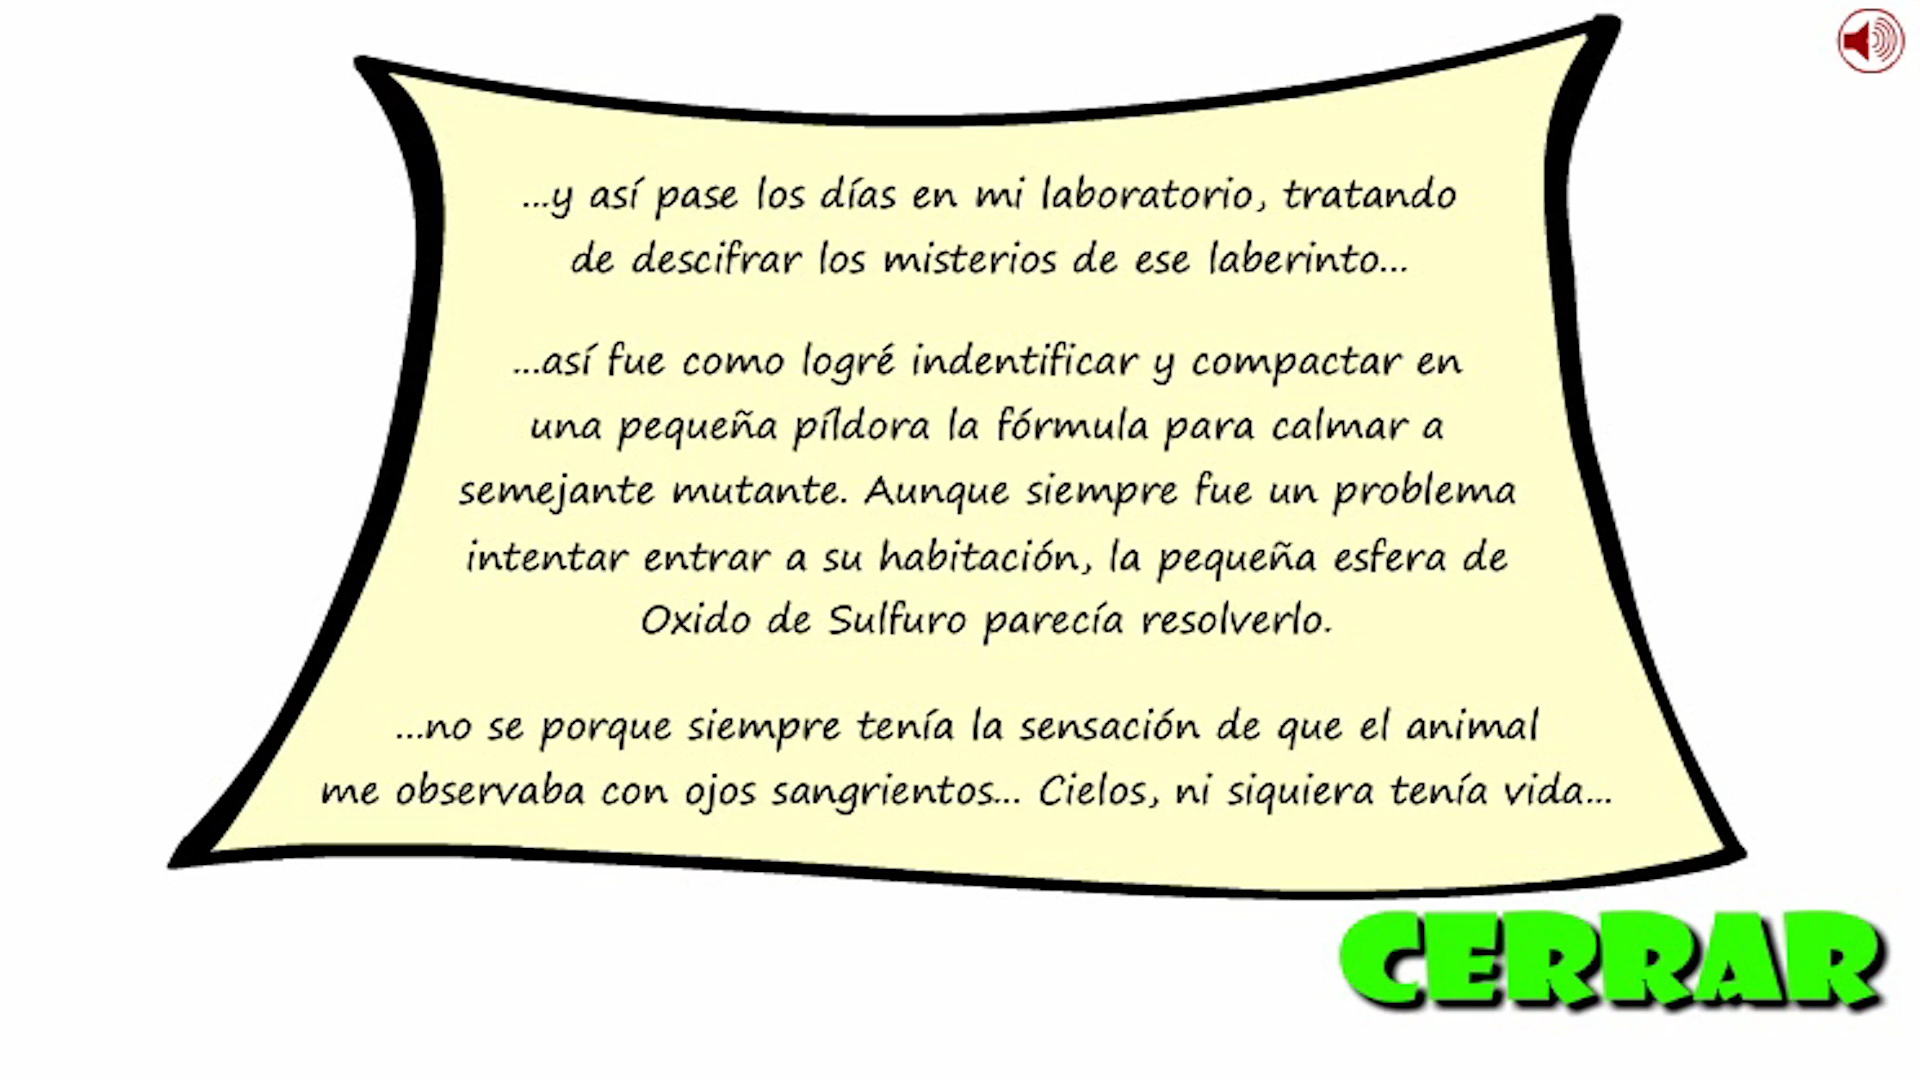 ...y así pase los días en mi laboratorio, tratando
de descifrar los misterios de ese laberinto...
...así fue como logré indentificar y compactar en
una pequeña píldora la fórmula para calmar a
semejante mutante. Aunque siempre fue un problema
intentar entrar a su habitación, la pequeña esfera de
Oxido de Sulfuro parecía resolverlo.
...no se porque siempre tenía la sensación de que el animal
me observaba con ojos sangrientos... Cielos, ni siquiera tenía vida...
CERRAR